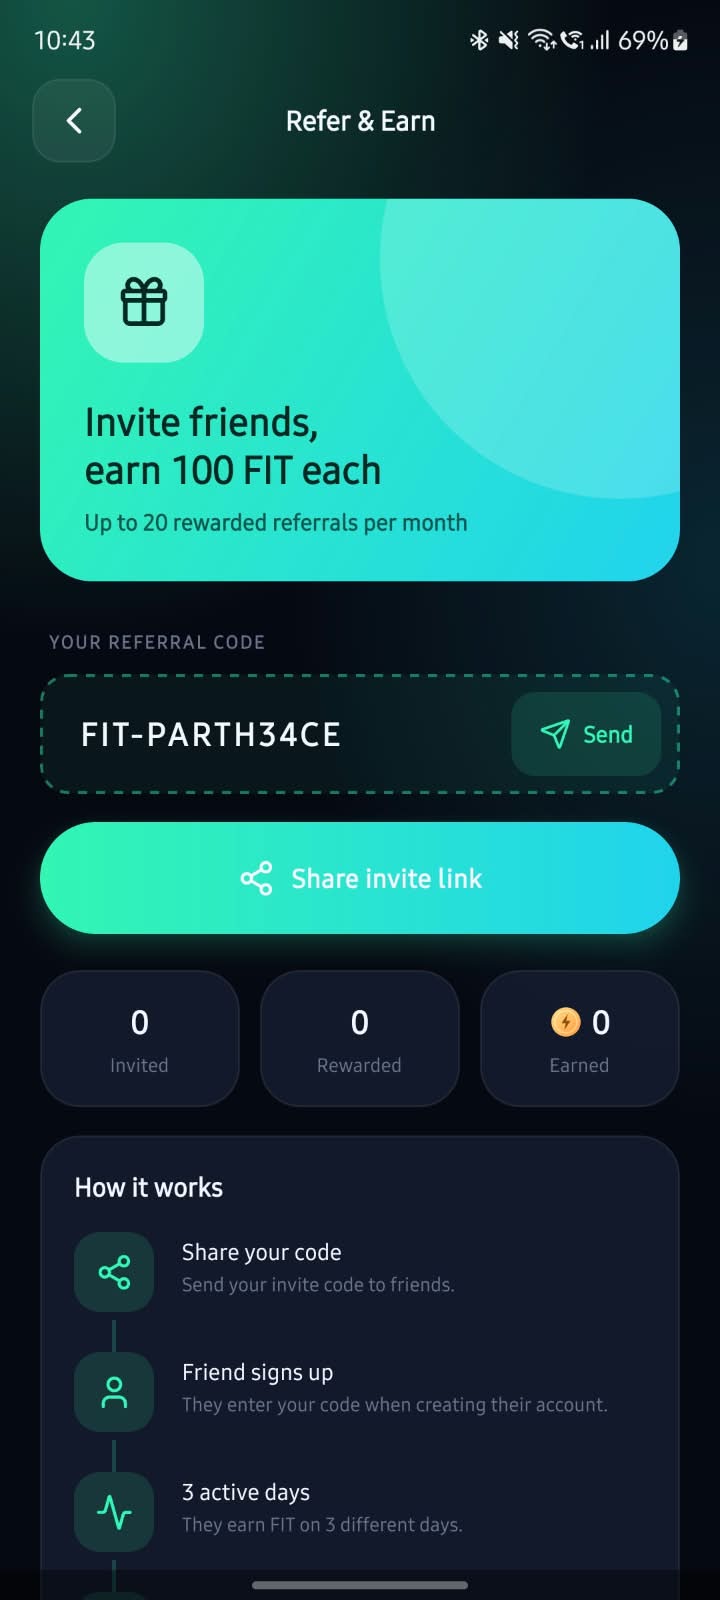 10:43
69%
Refer & Earn
Invite friends,
earn 100 FIT each
Up to 20 rewarded referrals per month
YOUR REFERRAL CODE
FIT-PARTH34CE
Send
Share invite link
0
Invited
0
Rewarded
0
Earned
How it works
Share your code
Send your invite code to friends.
Friend signs up
They enter your code when creating their account.
3 active days
They earn FIT on 3 different days.